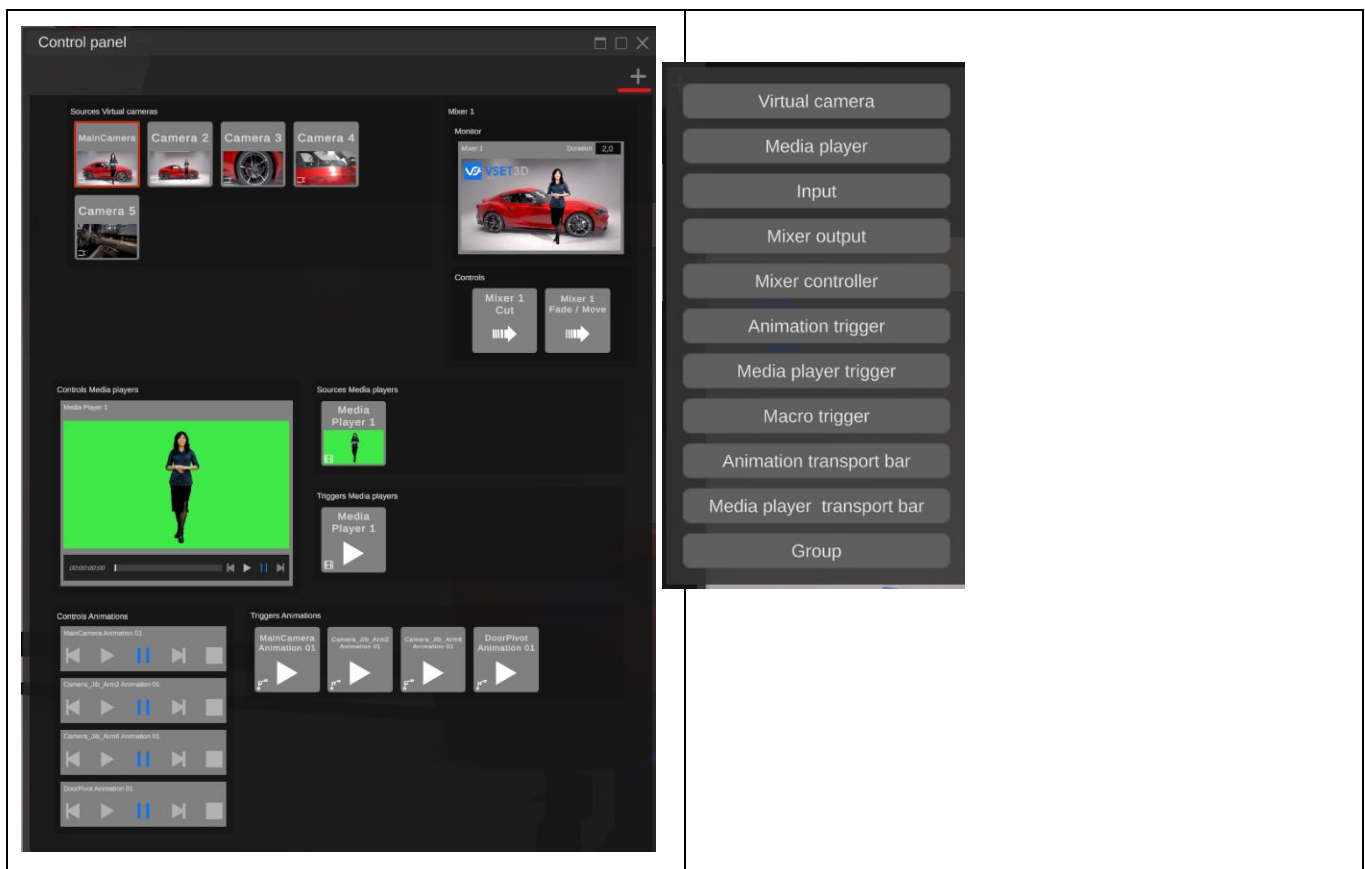 Control panel
Sources Virtual cameras
MainCamera
Camera 2
Camera 3
Camera 4
Camera 5
Mixer 1
Monitor
Mixer 1
Duration
2,0
VSET3D
Controls
Mixer 1
Cut
Mixer 1
Fade / Move
Controls Media players
Media Player 1
00:00:00:00
Sources Media players
Media
Player 1
Triggers Media players
Media
Player 1
Controls Animations
MainCamera Animation 01
Camera_Jib_Arm2 Animation 01
Camera_Jib_Arm6 Animation 01
DoorPivot Animation 01
Triggers Animations
MainCamera
Animation 01
Camera_Jib_Arm2
Animation 01
Camera_Jib_Arm6
Animation 01
DoorPivot
Animation 01
Virtual camera
Media player
Input
Mixer output
Mixer controller
Animation trigger
Media player trigger
Macro trigger
Animation transport bar
Media player  transport bar
Group